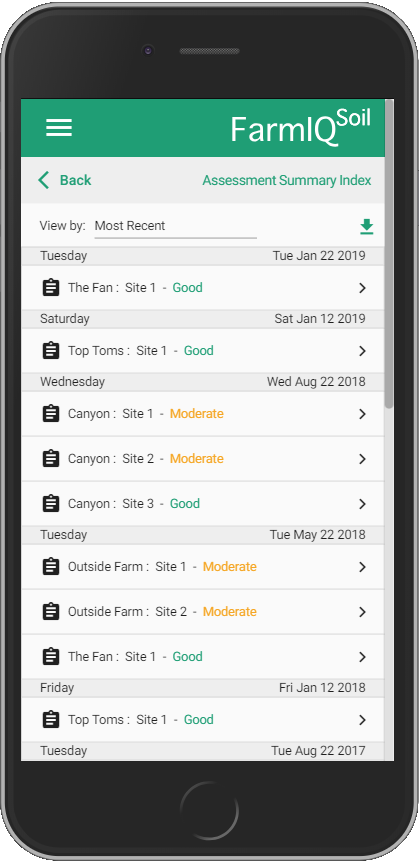 FarmIQ Soil
Back Assessment Summary Index
View by: Most Recent
Tuesday Tue Jan 22 2019
The Fan : Site 1 - Good
Saturday Sat Jan 12 2019
Top Toms : Site 1 - Good
Wednesday Wed Aug 22 2018
Canyon : Site 1 - Moderate
Canyon : Site 2 - Moderate
Canyon : Site 3 - Good
Tuesday Tue May 22 2018
Outside Farm : Site 1 - Moderate
Outside Farm : Site 2 - Moderate
The Fan : Site 1 - Good
Friday Fri Jan 12 2018
Top Toms : Site 1 - Good
Tuesday Tue Aug 22 2017